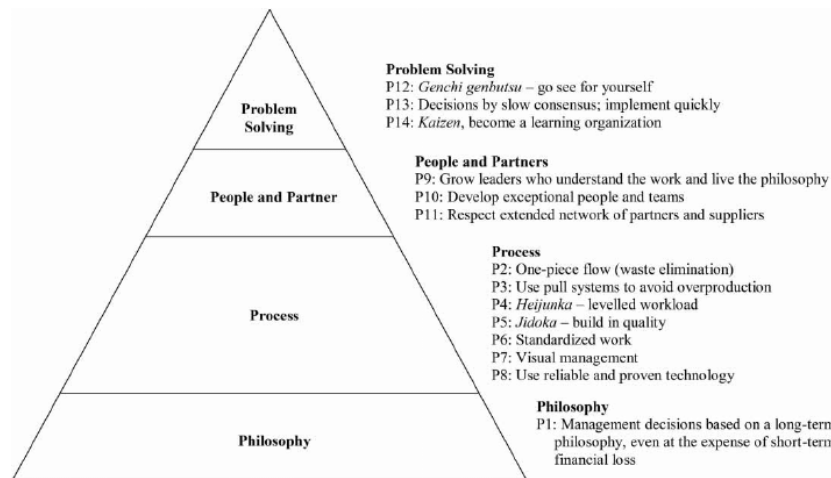 Problem
Solving
People and Partner
Process
Philosophy
Problem Solving
P12: Genchi genbutsu – go see for yourself
P13: Decisions by slow consensus; implement quickly
P14: Kaizen, become a learning organization
People and Partners
P9: Grow leaders who understand the work and live the philosophy
P10: Develop exceptional people and teams
P11: Respect extended network of partners and suppliers
Process
P2: One-piece flow (waste elimination)
P3: Use pull systems to avoid overproduction
P4: Heijunka – levelled workload
P5: Jidoka – build in quality
P6: Standardized work
P7: Visual management
P8: Use reliable and proven technology
Philosophy
P1: Management decisions based on a long-term
philosophy, even at the expense of short-term
financial loss